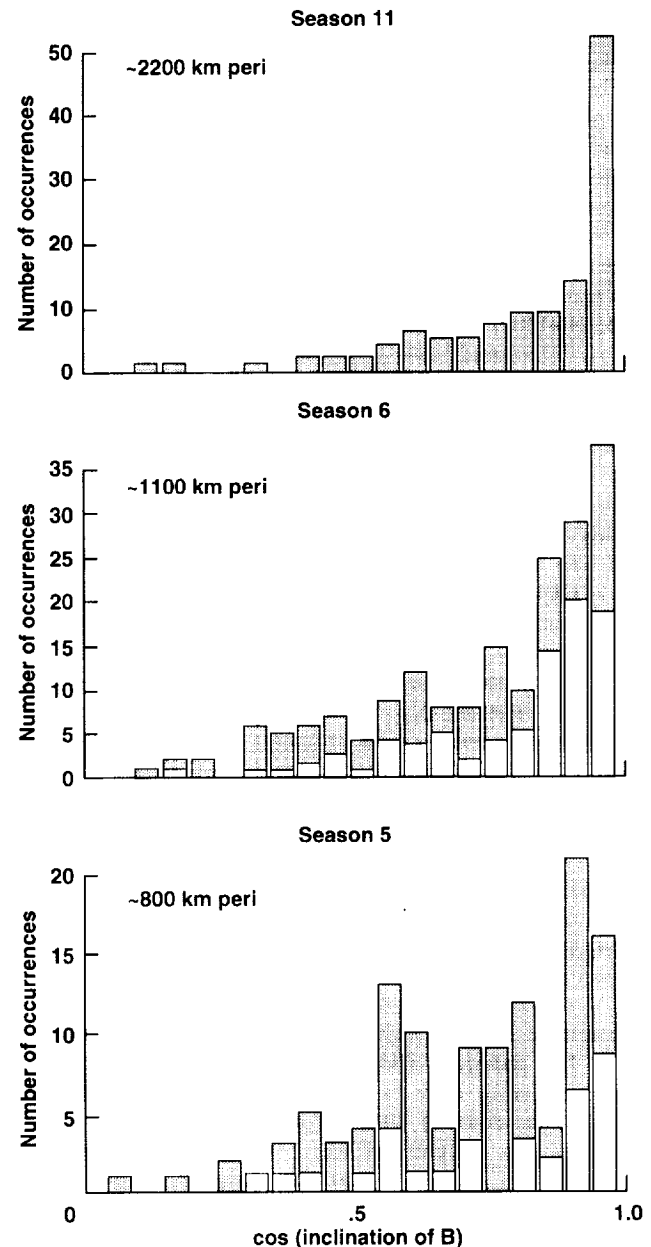 Season 11
~2200 km peri
Number of occurrences
50
40
30
20
10
0
Season 6
~1100 km peri
Number of occurrences
35
30
25
20
15
10
5
0
Season 5
~800 km peri
Number of occurrences
20
15
10
5
0 .5 1.0
cos (inclination of B)